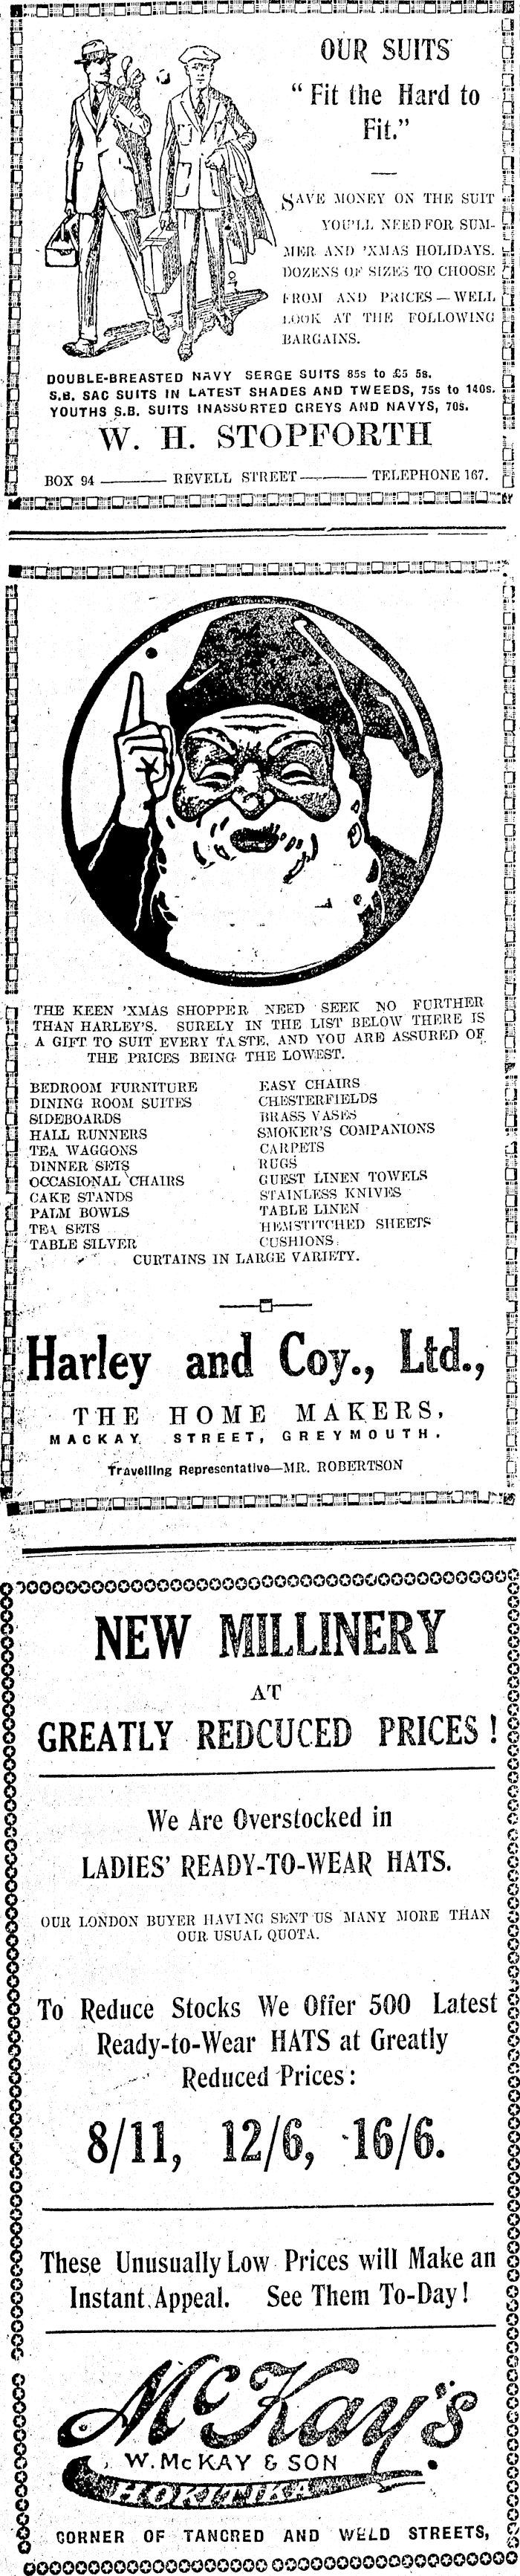 OUR SUITS
“ Fit the Hard to
Fit.”
SAVE MONEY ON THE SUIT
YOU'LL NEED FOR SUM-
MER AND 'XMAS HOLIDAYS.
DOZENS OF SIZES TO CHOOSE
FROM AND PRICES — WELL
LOOK AT THE FOLLOWING
BARGAINS.
DOUBLE-BREASTED NAVY SERGE SUITS 85s to £5 5s.
S.B. SAC SUITS IN LATEST SHADES AND TWEEDS, 75s to 140s.
YOUTHS S.B. SUITS INASSORTED GREYS AND NAVYS, 70s.
W. H. STOPFORTH
BOX 94 ——— REVELL STREET ——— TELEPHONE 167.
THE KEEN 'XMAS SHOPPER NEED SEEK NO FURTHER
THAN HARLEY'S. SURELY IN THE LIST BELOW THERE IS
A GIFT TO SUIT EVERY TASTE, AND YOU ARE ASSURED OF
THE PRICES BEING THE LOWEST.
BEDROOM FURNITURE EASY CHAIRS
DINING ROOM SUITES CHESTERFIELDS
SIDEBOARDS BRASS VASES
HALL RUNNERS SMOKER'S COMPANIONS
TEA WAGGONS CARPETS
DINNER SETS RUGS
OCCASIONAL CHAIRS GUEST LINEN TOWELS
CAKE STANDS STAINLESS KNIVES
PALM BOWLS TABLE LINEN
TEA SETS HEMSTITCHED SHEETS
TABLE SILVER CUSHIONS
CURTAINS IN LARGE VARIETY.
Harley and Coy., Ltd.,
THE HOME MAKERS,
MACKAY STREET, GREYMOUTH.
Travelling Representative—MR. ROBERTSON
NEW MILLINERY
AT
GREATLY REDCUCED PRICES !
We Are Overstocked in
LADIES' READY-TO-WEAR HATS.
OUR LONDON BUYER HAVING SENT US MANY MORE THAN
OUR USUAL QUOTA.
To Reduce Stocks We Offer 500 Latest
Ready-to-Wear HATS at Greatly
Reduced Prices :
8/11, 12/6, 16/6.
These Unusually Low Prices will Make an
Instant Appeal. See Them To-Day !
McKay's
W. McKAY & SON
HOKITIKA
CORNER OF TANCRED AND WELD STREETS,